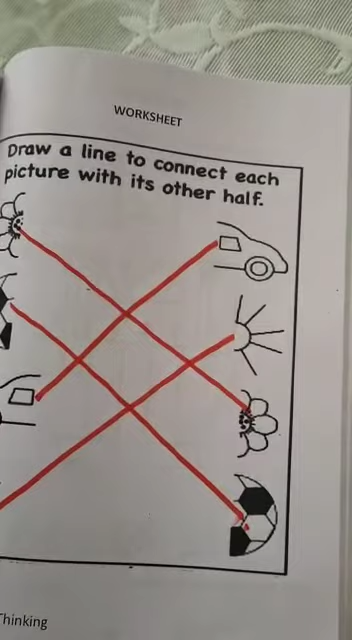 WORKSHEET
Draw a line to connect each
picture with its other half.
Thinking